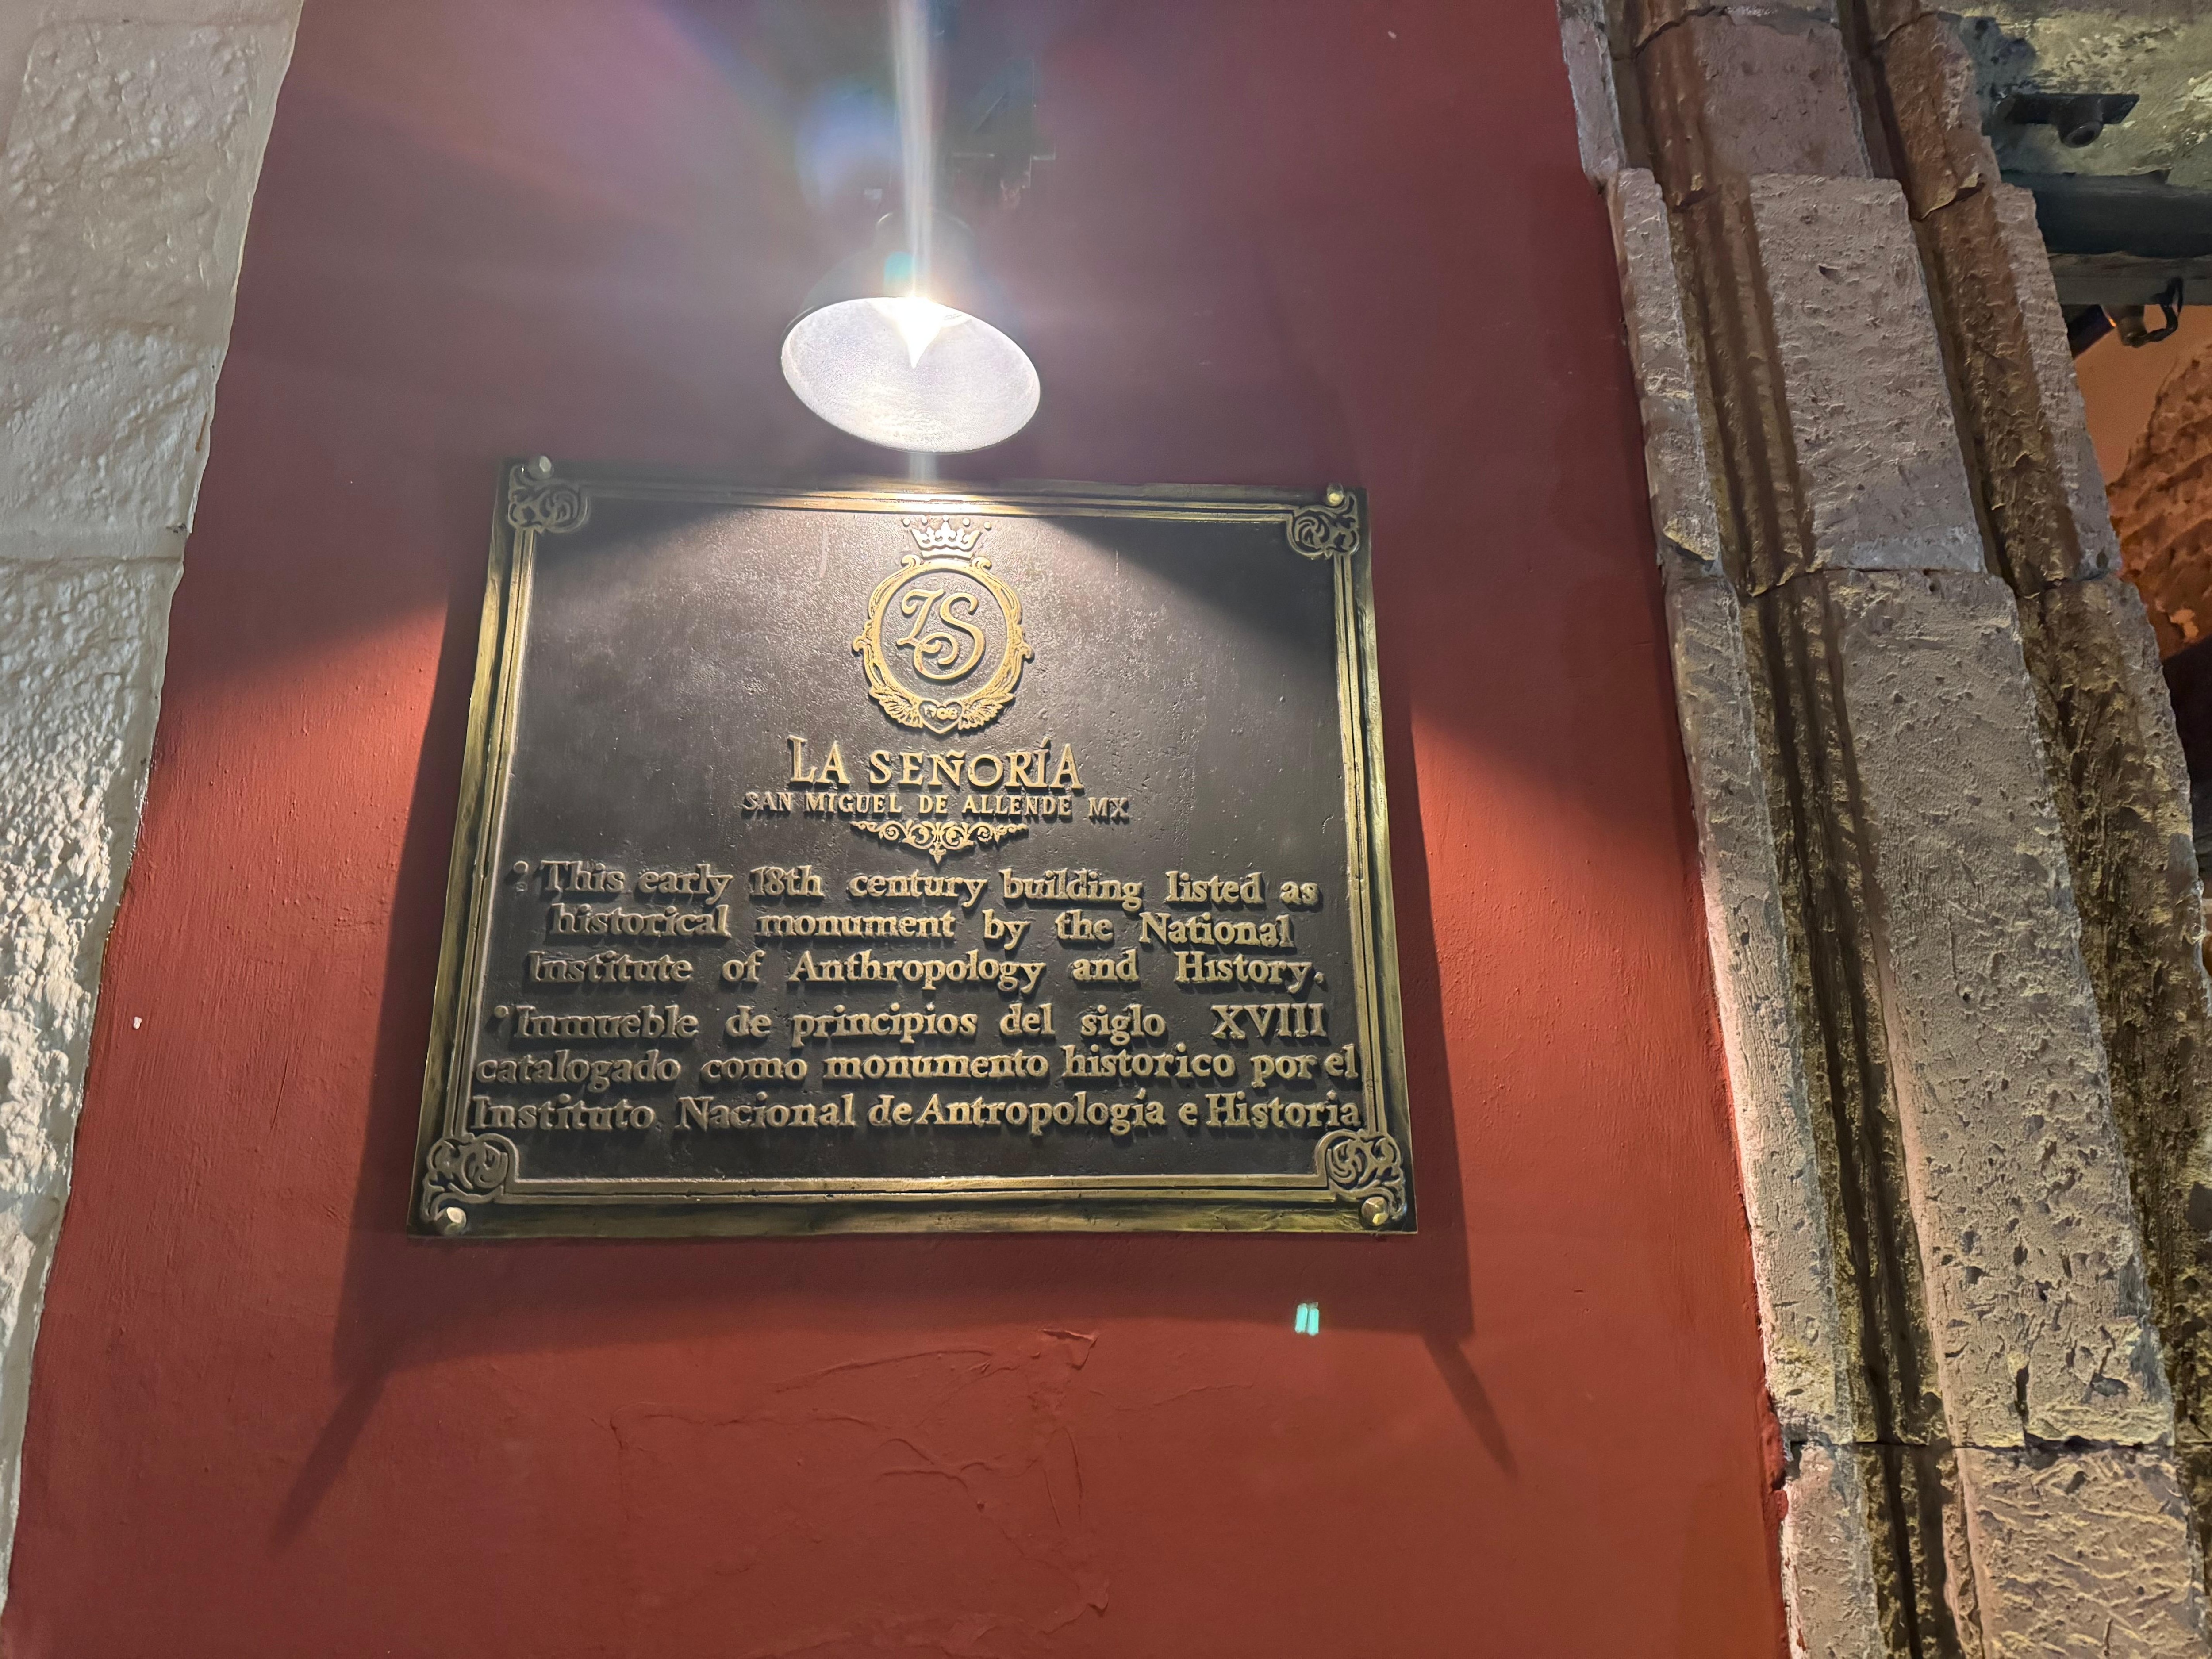 LS
1708
LA SEÑORÍA
SAN MIGUEL DE ALLENDE MX
This early 18th century building listed as
historical monument by the National
Institute of Anthropology and History.
Inmueble de principios del siglo XVIII
catalogado como monumento historico por el
Instituto Nacional de Antropología e Historia